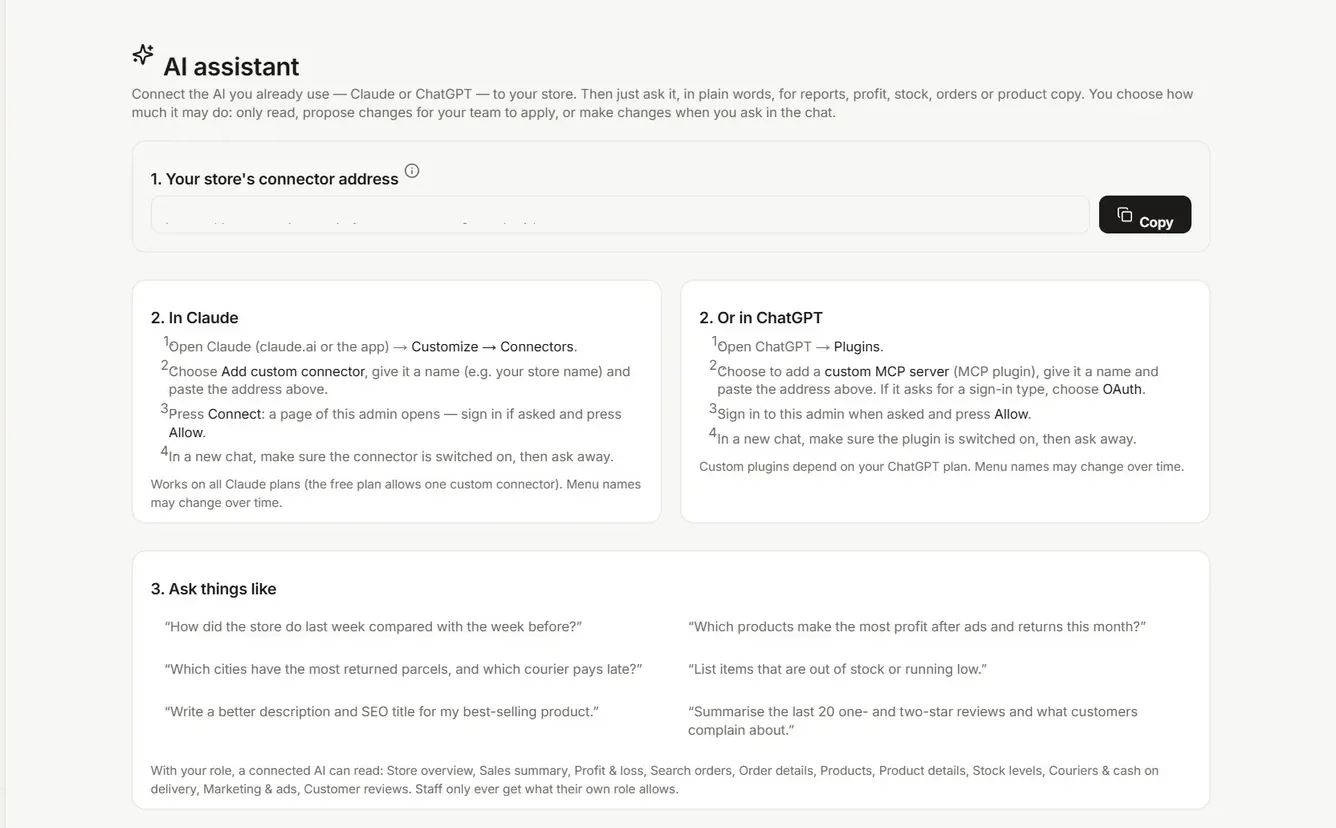 AI assistant
Connect the AI you already use — Claude or ChatGPT — to your store. Then just ask it, in plain words, for reports, profit, stock, orders or product copy. You choose how
much it may do: only read, propose changes for your team to apply, or make changes when you ask in the chat.
1. Your store's connector address
Copy
2. In Claude
1 Open Claude (claude.ai or the app) → Customize → Connectors.
2 Choose Add custom connector, give it a name (e.g. your store name) and
paste the address above.
3 Press Connect: a page of this admin opens — sign in if asked and press
Allow.
4 In a new chat, make sure the connector is switched on, then ask away.
Works on all Claude plans (the free plan allows one custom connector). Menu names
may change over time.
2. Or in ChatGPT
1 Open ChatGPT → Plugins.
2 Choose to add a custom MCP server (MCP plugin), give it a name and
paste the address above. If it asks for a sign-in type, choose OAuth.
3 Sign in to this admin when asked and press Allow.
4 In a new chat, make sure the plugin is switched on, then ask away.
Custom plugins depend on your ChatGPT plan. Menu names may change over time.
3. Ask things like
“How did the store do last week compared with the week before?”
“Which products make the most profit after ads and returns this month?”
“Which cities have the most returned parcels, and which courier pays late?”
“List items that are out of stock or running low.”
“Write a better description and SEO title for my best-selling product.”
“Summarise the last 20 one- and two-star reviews and what customers
complain about.”
With your role, a connected AI can read: Store overview, Sales summary, Profit & loss, Search orders, Order details, Products, Product details, Stock levels, Couriers & cash on
delivery, Marketing & ads, Customer reviews. Staff only ever get what their own role allows.